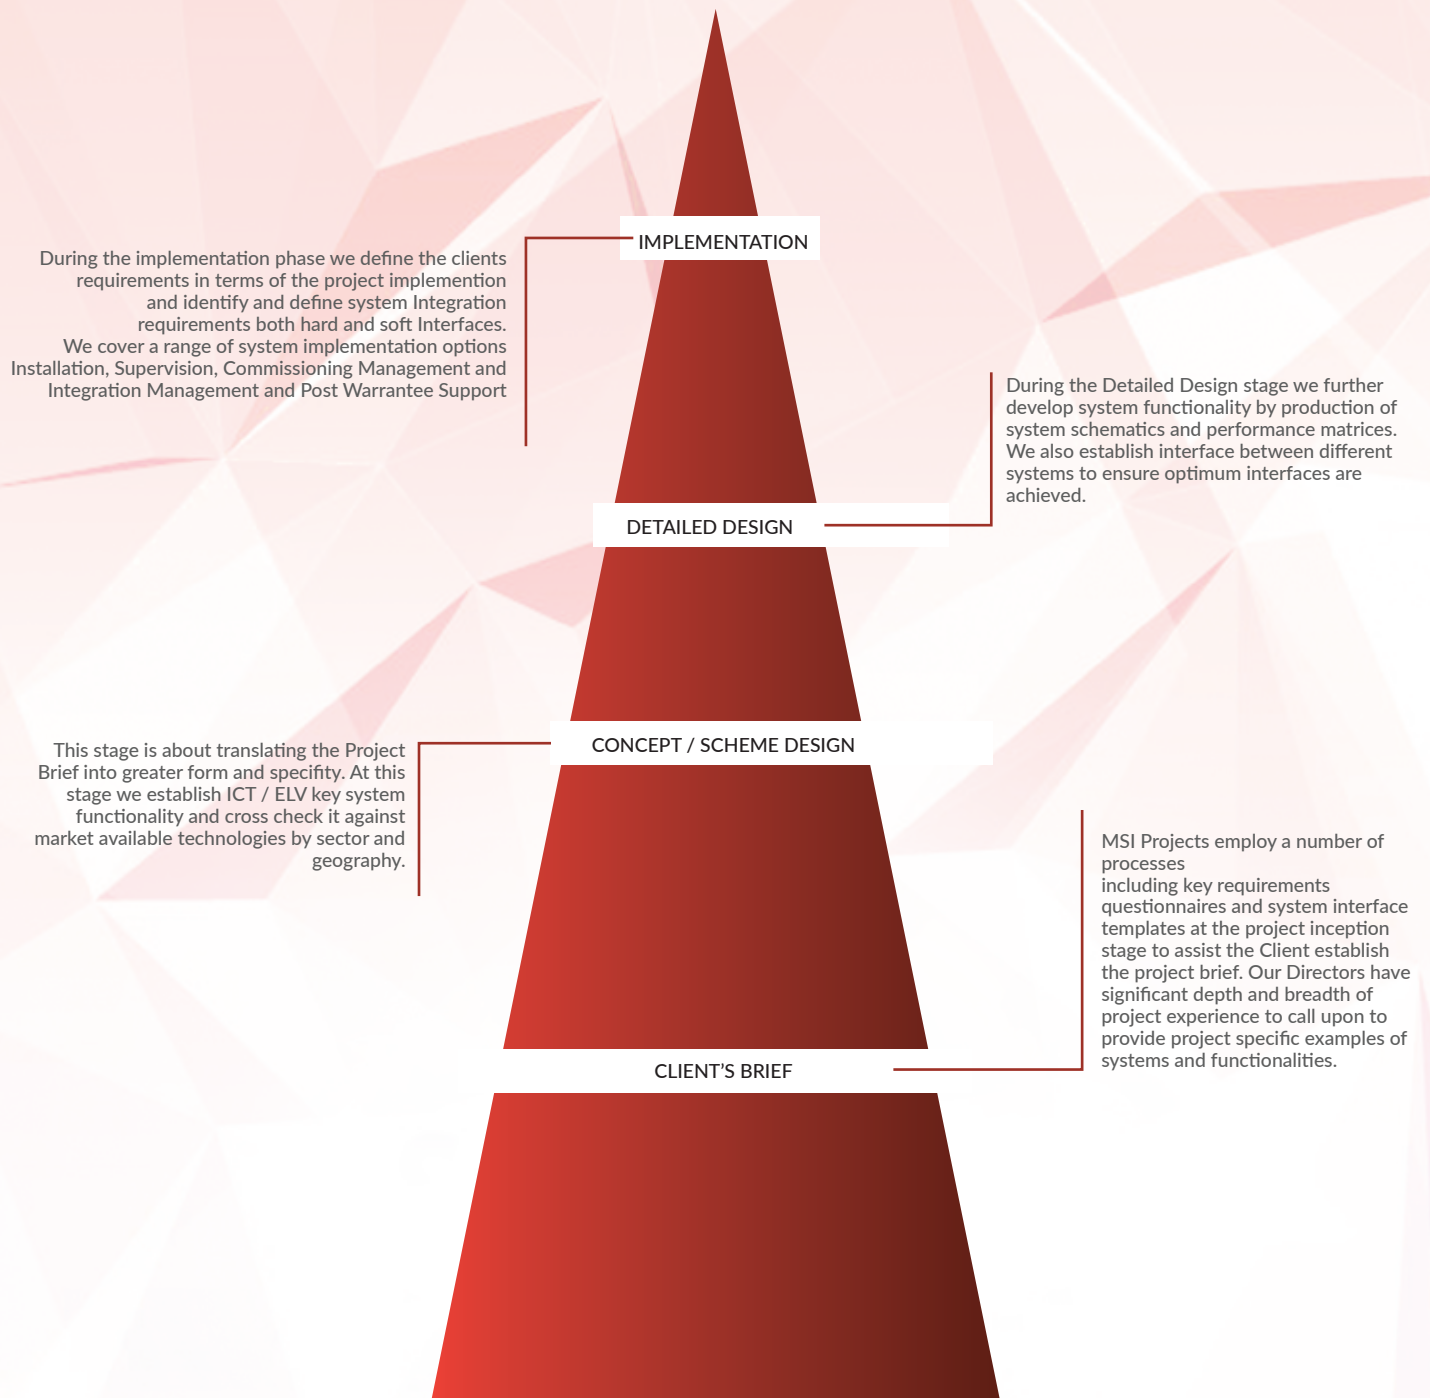 IMPLEMENTATION
During the implementation phase we define the clients
requirements in terms of the project implemention
and identify and define system Integration
requirements both hard and soft Interfaces.
We cover a range of system implementation options
Installation, Supervision, Commissioning Management and
Integration Management and Post Warrantee Support
During the Detailed Design stage we further
develop system functionality by production of
system schematics and performance matrices.
We also establish interface between different
systems to ensure optimum interfaces are
achieved.
DETAILED DESIGN
CONCEPT / SCHEME DESIGN
This stage is about translating the Project
Brief into greater form and specifity. At this
stage we establish ICT / ELV key system
functionality and cross check it against
market available technologies by sector and
geography.
MSI Projects employ a number of
processes
including key requirements
questionnaires and system interface
templates at the project inception
stage to assist the Client establish
the project brief. Our Directors have
significant depth and breadth of
project experience to call upon to
provide project specific examples of
systems and functionalities.
CLIENT’S BRIEF